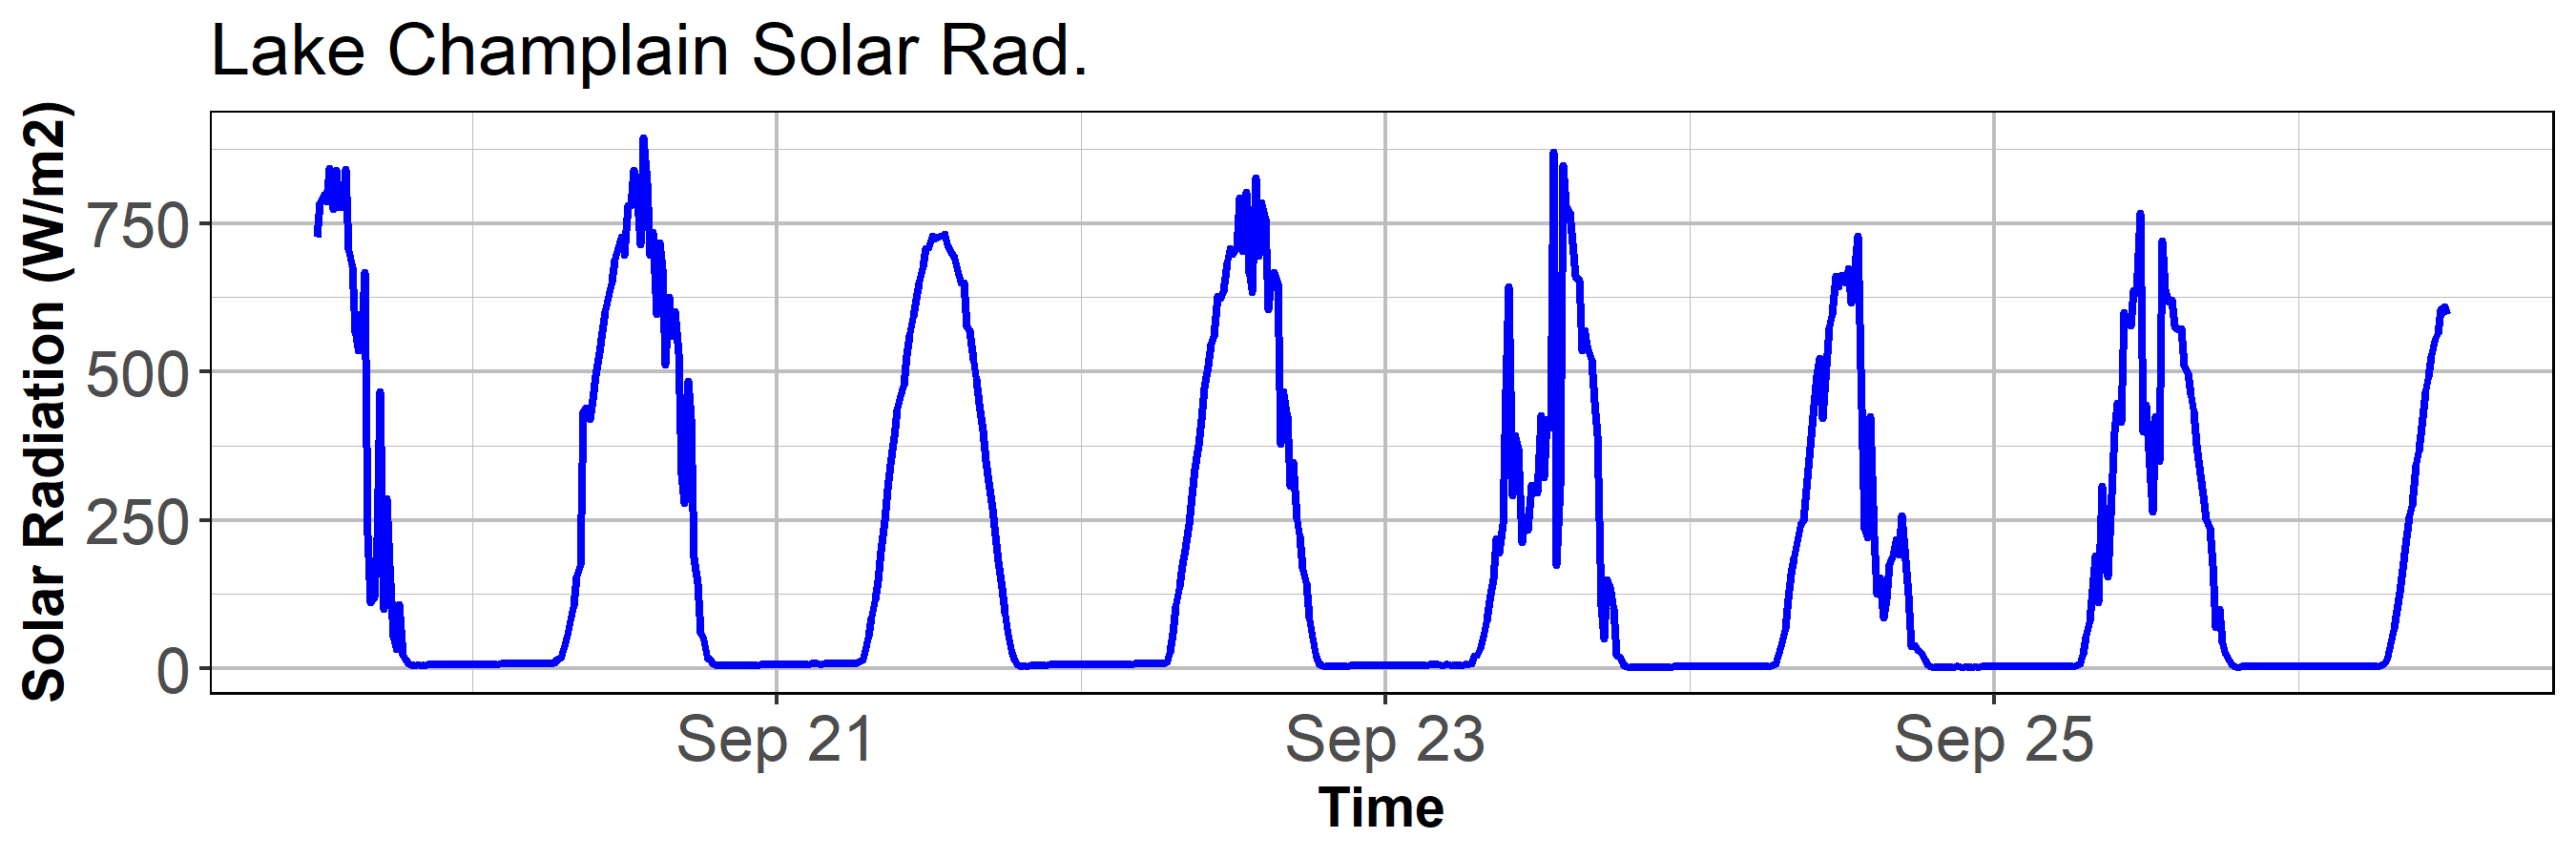 Lake Champlain Solar Rad.
Solar Radiation (W/m2)
750
500
250
0
Sep 21
Sep 23
Sep 25
Time